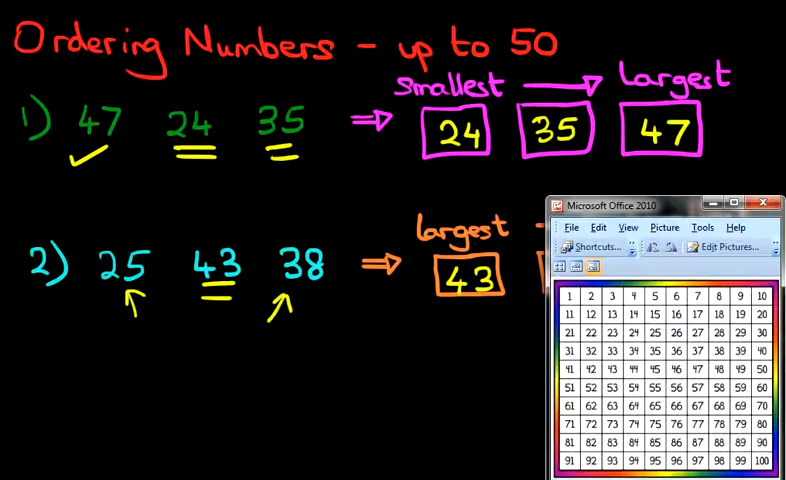 Ordering Numbers - up to 50
smallest → largest
1) 47 24 35 ⇒ 24 35 47
largest -
2) 25 43 38 ⇒ 43
Microsoft Office 2010
File Edit View Picture Tools Help
Shortcuts... Edit Pictures...
1 2 3 4 5 6 7 8 9 10
11 12 13 14 15 16 17 18 19 20
21 22 23 24 25 26 27 28 29 30
31 32 33 34 35 36 37 38 39 40
41 42 43 44 45 46 47 48 49 50
51 52 53 54 55 56 57 58 59 60
61 62 63 64 65 66 67 68 69 70
71 72 73 74 75 76 77 78 79 80
81 82 83 84 85 86 87 88 89 90
91 92 93 94 95 96 97 98 99 100